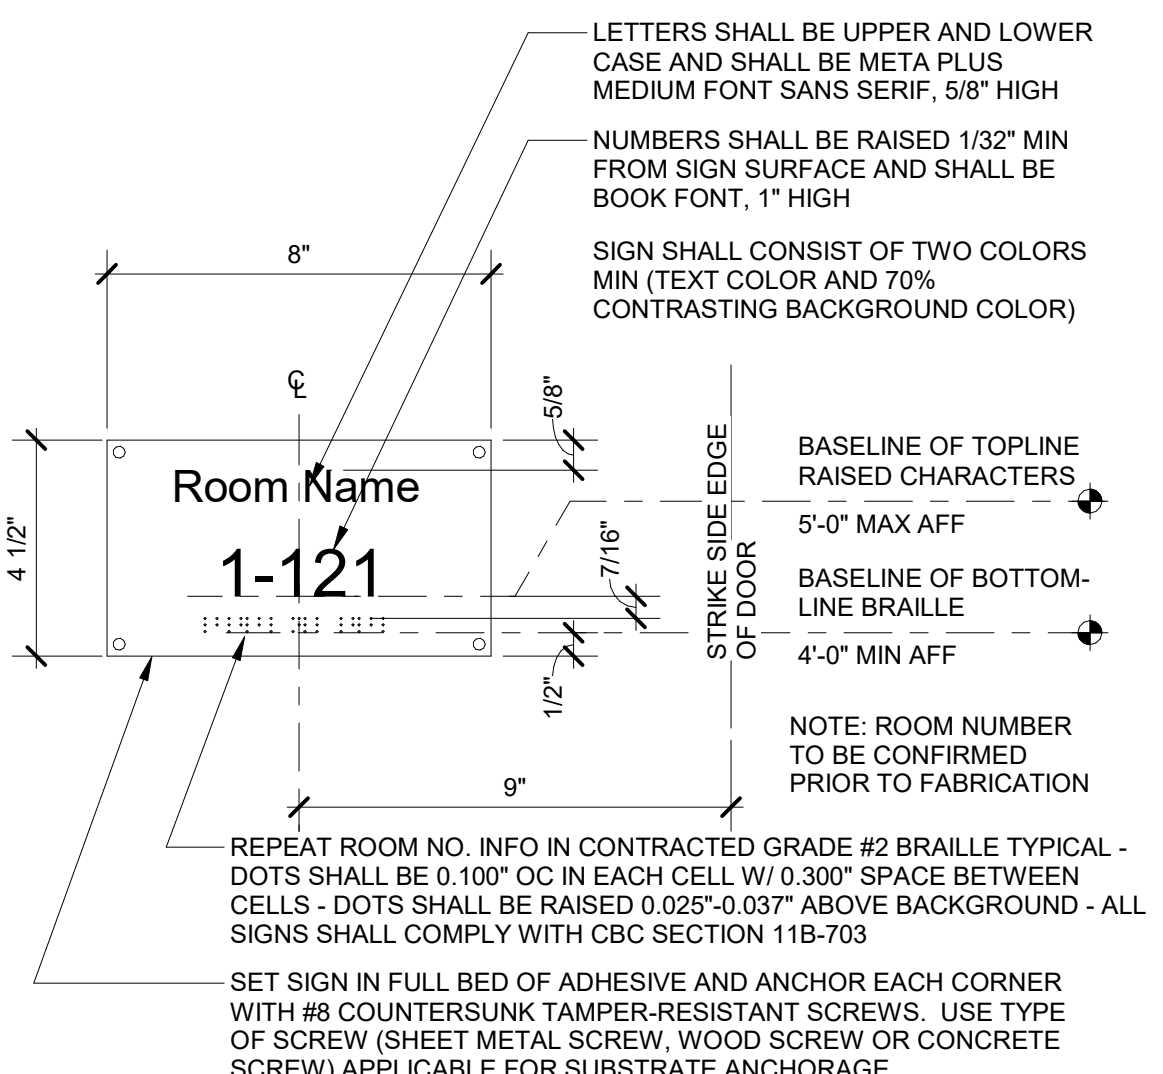 LETTERS SHALL BE UPPER AND LOWER
CASE AND SHALL BE META PLUS
MEDIUM FONT SANS SERIF, 5/8" HIGH
NUMBERS SHALL BE RAISED 1/32" MIN
FROM SIGN SURFACE AND SHALL BE
BOOK FONT, 1" HIGH
SIGN SHALL CONSIST OF TWO COLORS
MIN (TEXT COLOR AND 70%
CONTRASTING BACKGROUND COLOR)
8"
℄
5/8"
4 1/2"
Room Name
1-121
7/16"
1/2"
STRIKE SIDE EDGE
OF DOOR
BASELINE OF TOPLINE
RAISED CHARACTERS
5'-0" MAX AFF
BASELINE OF BOTTOM-
LINE BRAILLE
4'-0" MIN AFF
NOTE: ROOM NUMBER
TO BE CONFIRMED
PRIOR TO FABRICATION
9"
REPEAT ROOM NO. INFO IN CONTRACTED GRADE #2 BRAILLE TYPICAL -
DOTS SHALL BE 0.100" OC IN EACH CELL W/ 0.300" SPACE BETWEEN
CELLS - DOTS SHALL BE RAISED 0.025"-0.037" ABOVE BACKGROUND - ALL
SIGNS SHALL COMPLY WITH CBC SECTION 11B-703
SET SIGN IN FULL BED OF ADHESIVE AND ANCHOR EACH CORNER
WITH #8 COUNTERSUNK TAMPER-RESISTANT SCREWS. USE TYPE
OF SCREW (SHEET METAL SCREW, WOOD SCREW OR CONCRETE
SCREW) APPLICABLE FOR SUBSTRATE ANCHORAGE